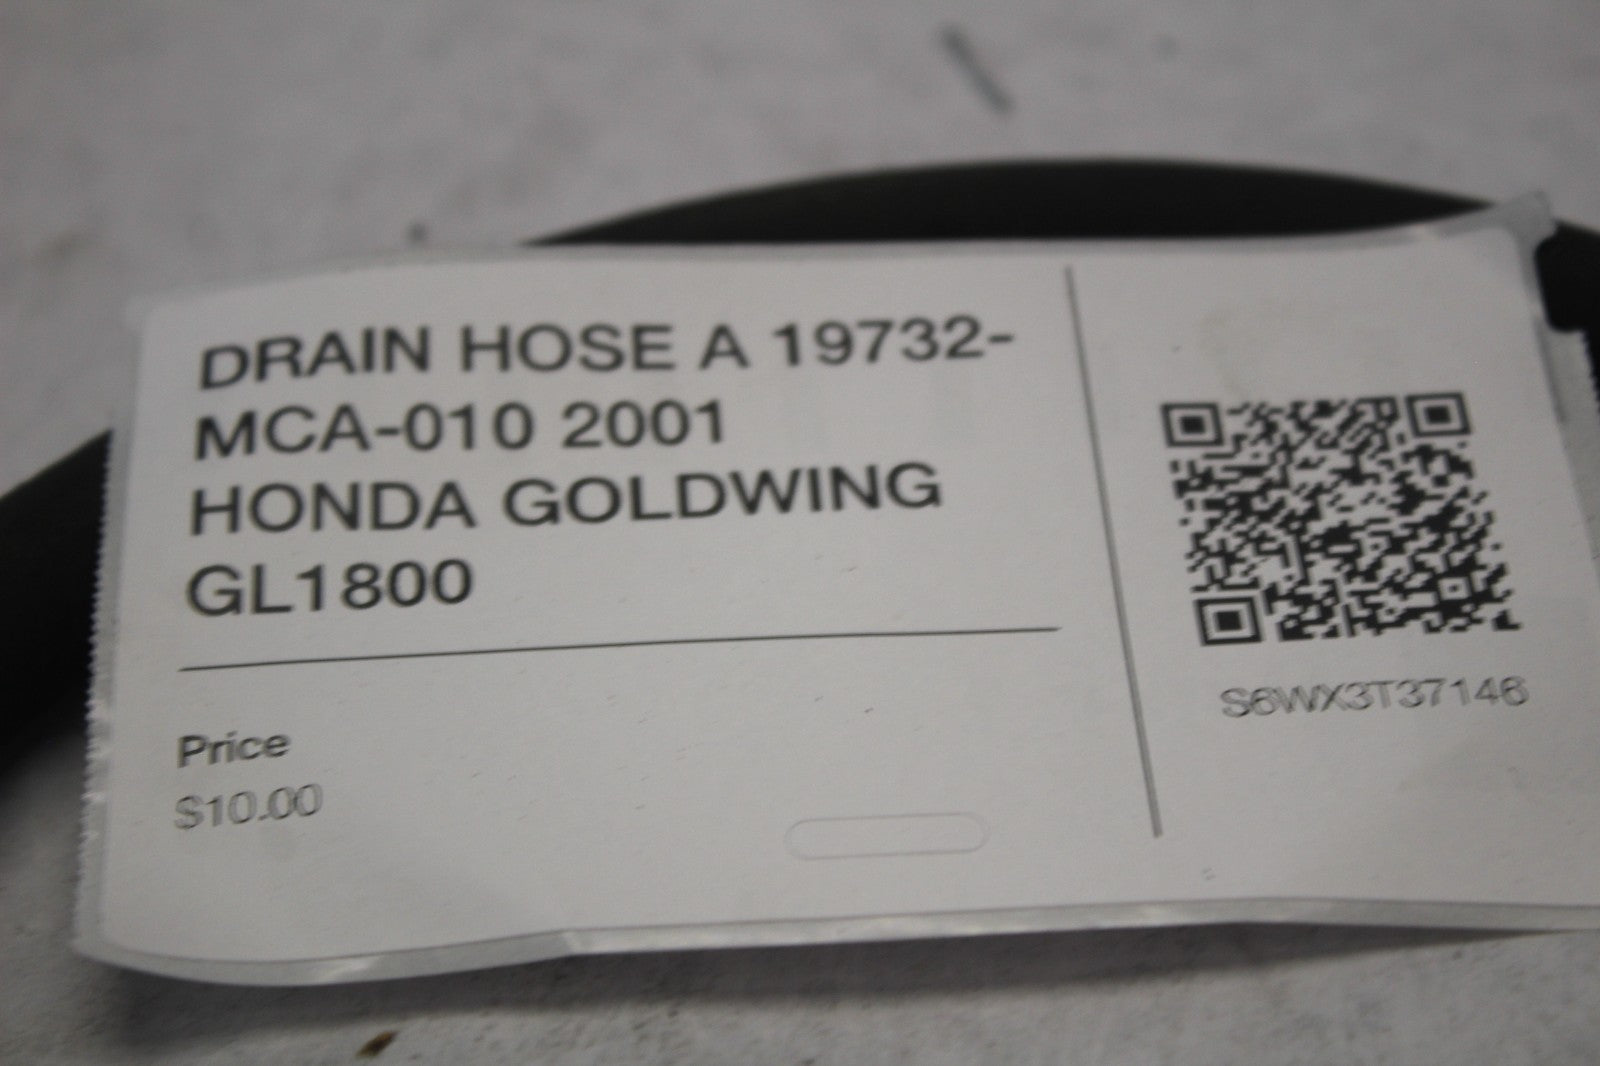 DRAIN HOSE A 19732-
MCA-010 2001
HONDA GOLDWING
GL1800
Price
$10.00
S6WX3T37146